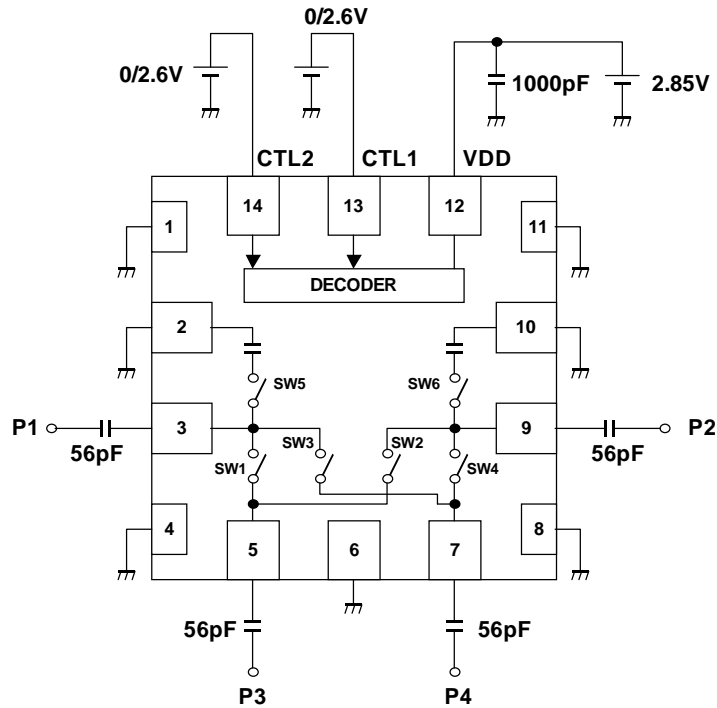 0/2.6V
0/2.6V
1000pF 2.85V
CTL2 CTL1 VDD
14 13 12
1 11
DECODER
2 10
SW5 SW6
P1 3 SW3 SW2 9 P2
56pF SW1 SW4 56pF
4 8
5 6 7
56pF 56pF
P3 P4